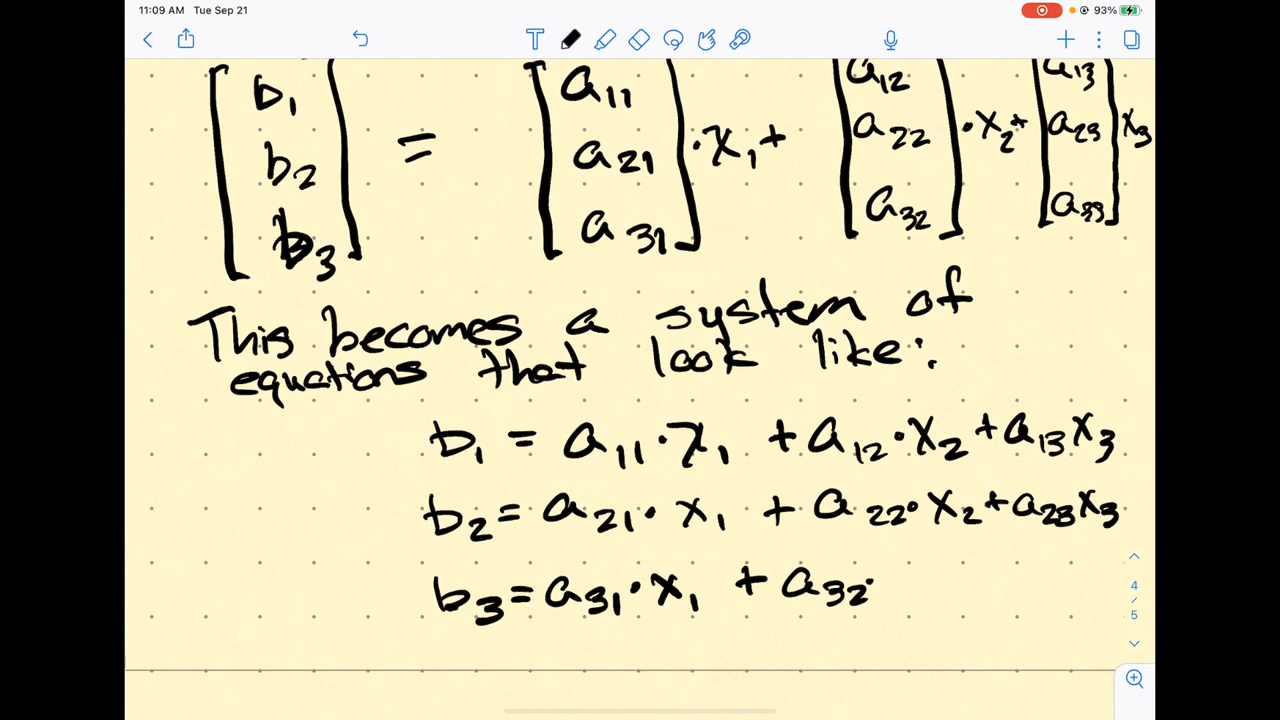 11:09 AM Tue Sep 21 93%
[b₁ b₂ b₃] = [a₁₁ a₂₁ a₃₁] · x₁ + [a₁₂ a₂₂ a₃₂] · x₂ + [a₁₃ a₂₃ a₃₃] x₃
This becomes a system of
equations that look like:
b₁ = a₁₁ · x₁ + a₁₂ · x₂ + a₁₃ x₃
b₂ = a₂₁ · x₁ + a₂₂ · x₂ + a₂₃ x₃
b₃ = a₃₁ · x₁ + a₃₂ ·
4
/
5